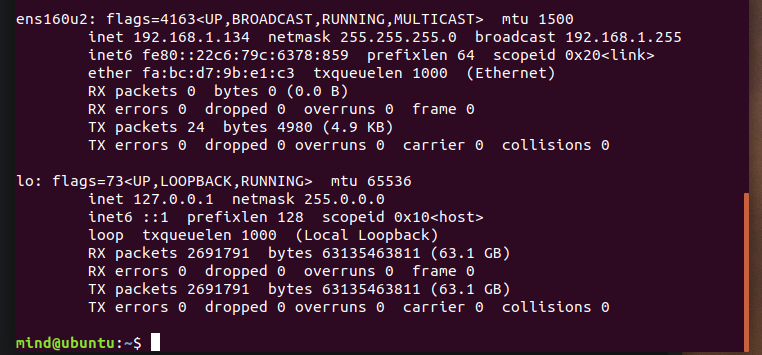 ens160u2: flags=4163<UP,BROADCAST,RUNNING,MULTICAST>  mtu 1500
        inet 192.168.1.134  netmask 255.255.255.0  broadcast 192.168.1.255
        inet6 fe80::22c6:79c:6378:859  prefixlen 64  scopeid 0x20<link>
        ether fa:bc:d7:9b:e1:c3  txqueuelen 1000  (Ethernet)
        RX packets 0  bytes 0 (0.0 B)
        RX errors 0  dropped 0  overruns 0  frame 0
        TX packets 24  bytes 4980 (4.9 KB)
        TX errors 0  dropped 0 overruns 0  carrier 0  collisions 0
lo: flags=73<UP,LOOPBACK,RUNNING>  mtu 65536
        inet 127.0.0.1  netmask 255.0.0.0
        inet6 ::1  prefixlen 128  scopeid 0x10<host>
        loop  txqueuelen 1000  (Local Loopback)
        RX packets 2691791  bytes 63135463811 (63.1 GB)
        RX errors 0  dropped 0  overruns 0  frame 0
        TX packets 2691791  bytes 63135463811 (63.1 GB)
        TX errors 0  dropped 0 overruns 0  carrier 0  collisions 0
mind@ubuntu:~$